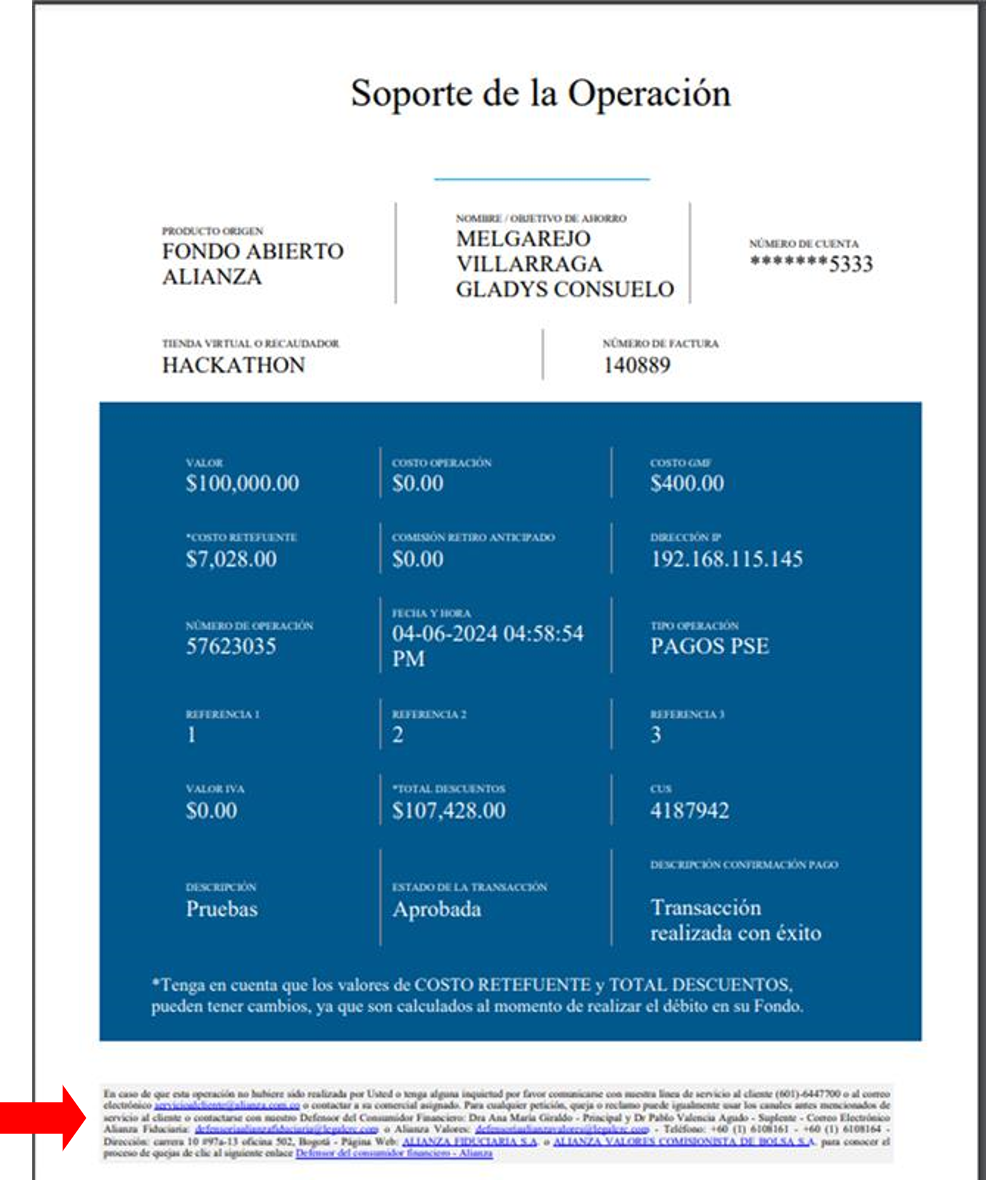 Soporte de la Operación
PRODUCTO ORIGEN
FONDO ABIERTO
ALIANZA
NOMBRE / OBJETIVO DE AHORRO
MELGAREJO
VILLARRAGA
GLADYS CONSUELO
NÚMERO DE CUENTA
*******5333
TIENDA VIRTUAL O RECAUDADOR
HACKATHON
NÚMERO DE FACTURA
140889
VALOR
$100,000.00
COSTO OPERACIÓN
$0.00
COSTO GMF
$400.00
*COSTO RETEFUENTE
$7,028.00
COMISIÓN RETIRO ANTICIPADO
$0.00
DIRECCIÓN IP
192.168.115.145
NÚMERO DE OPERACIÓN
57623035
FECHA Y HORA
04-06-2024 04:58:54
PM
TIPO OPERACIÓN
PAGOS PSE
REFERENCIA 1
1
REFERENCIA 2
2
REFERENCIA 3
3
VALOR IVA
$0.00
*TOTAL DESCUENTOS
$107,428.00
CUS
4187942
DESCRIPCIÓN
Pruebas
ESTADO DE LA TRANSACCIÓN
Aprobada
DESCRIPCIÓN CONFIRMACIÓN PAGO
Transacción
realizada con éxito
*Tenga en cuenta que los valores de COSTO RETEFUENTE y TOTAL DESCUENTOS,
pueden tener cambios, ya que son calculados al momento de realizar el débito en su Fondo.
En caso de que esta operación no hubiere sido realizada por Usted o tenga alguna inquietud por favor comunicarse con nuestra línea de servicio al cliente (601)-6447700 o al correo
electrónico servicioalcliente@alianza.com.co o contactar a su comercial asignado. Para cualquier petición, queja o reclamo puede igualmente usar los canales antes mencionados de
servicio al cliente o contactarse con nuestro Defensor del Consumidor Financiero: Dra Ana María Giraldo - Principal y Dr Pablo Valencia Agudo - Suplente - Correo Electrónico
Alianza Fiduciaria: defensoriaalianzafiduciaria@legalcrc.com o Alianza Valores: defensoriaalianzavalores@legalcrc.com - Teléfono: +60 (1) 6108161 - +60 (1) 6108164 -
Dirección: carrera 10 #97a-13 oficina 502, Bogotá - Página Web: ALIANZA FIDUCIARIA S.A. o ALIANZA VALORES COMISIONISTA DE BOLSA S.A. para conocer el
proceso de quejas de clic al siguiente enlace Defensor del consumidor financiero - Alianza